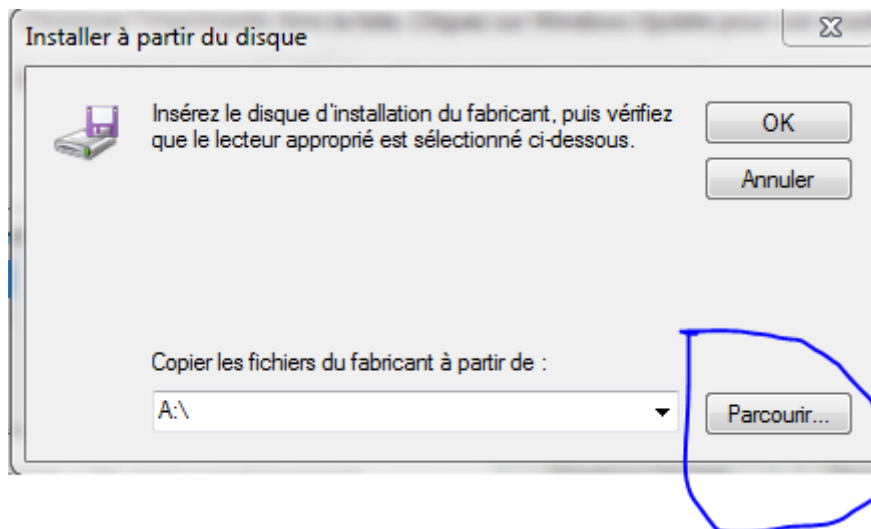 Installer à partir du disque
Insérez le disque d'installation du fabricant, puis vérifiez
que le lecteur approprié est sélectionné ci-dessous.
OK
Annuler
Copier les fichiers du fabricant à partir de :
A:\
Parcourir...